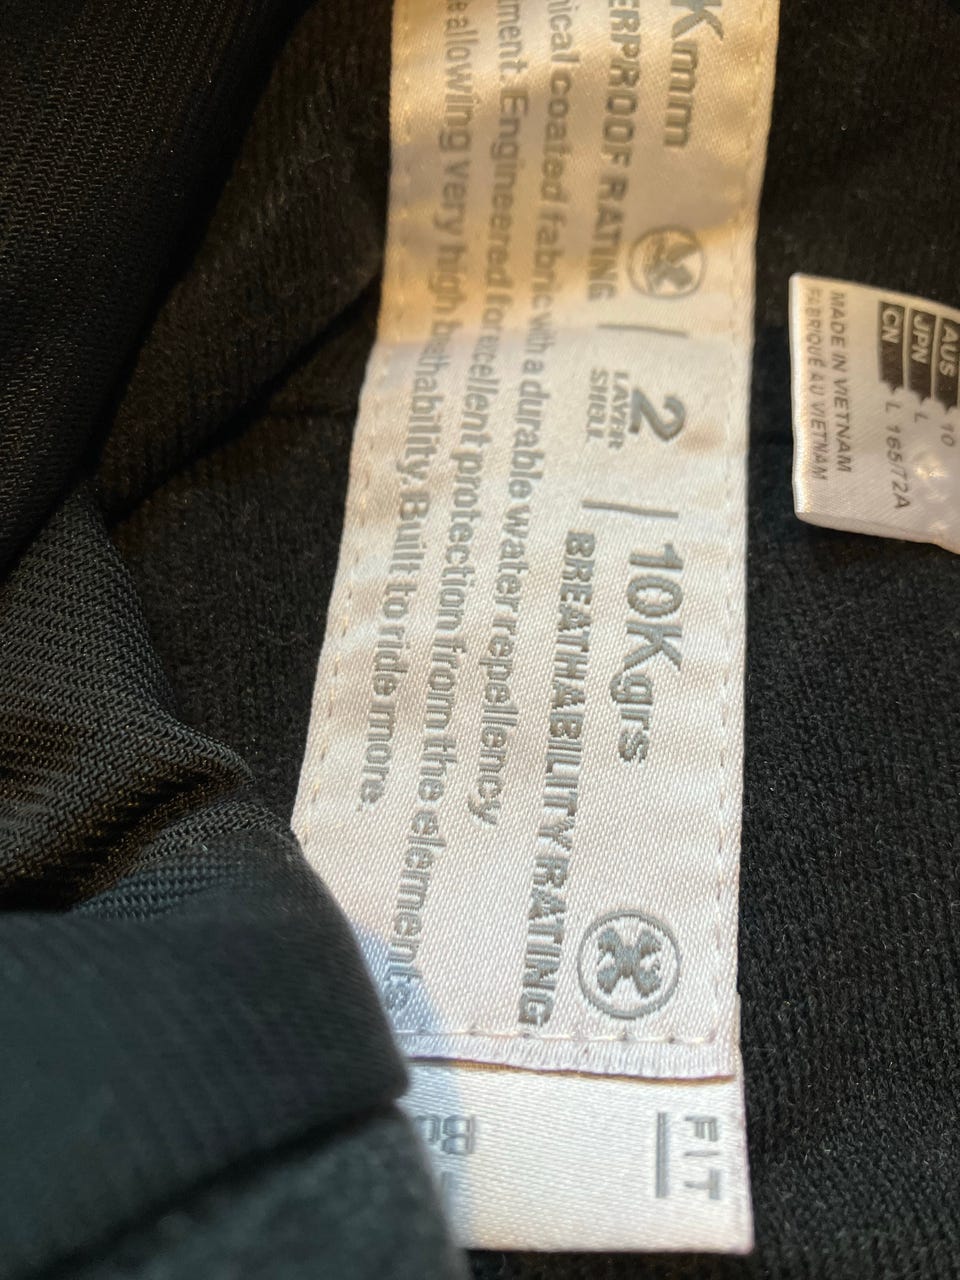 Kmm
ERPROOF RATING
2
LAYER
SHELL
10Kgrs
BREATHABILITY RATING
nical coated fabric with a durable water repellency
ment. Engineered for excellent protection from the elements
e allowing very high bathability. Built to ride more.
FIT
AUS 10
JPN L
CN L 165/72A
MADE IN VIETNAM
FABRIQUÉ AU VIETNAM